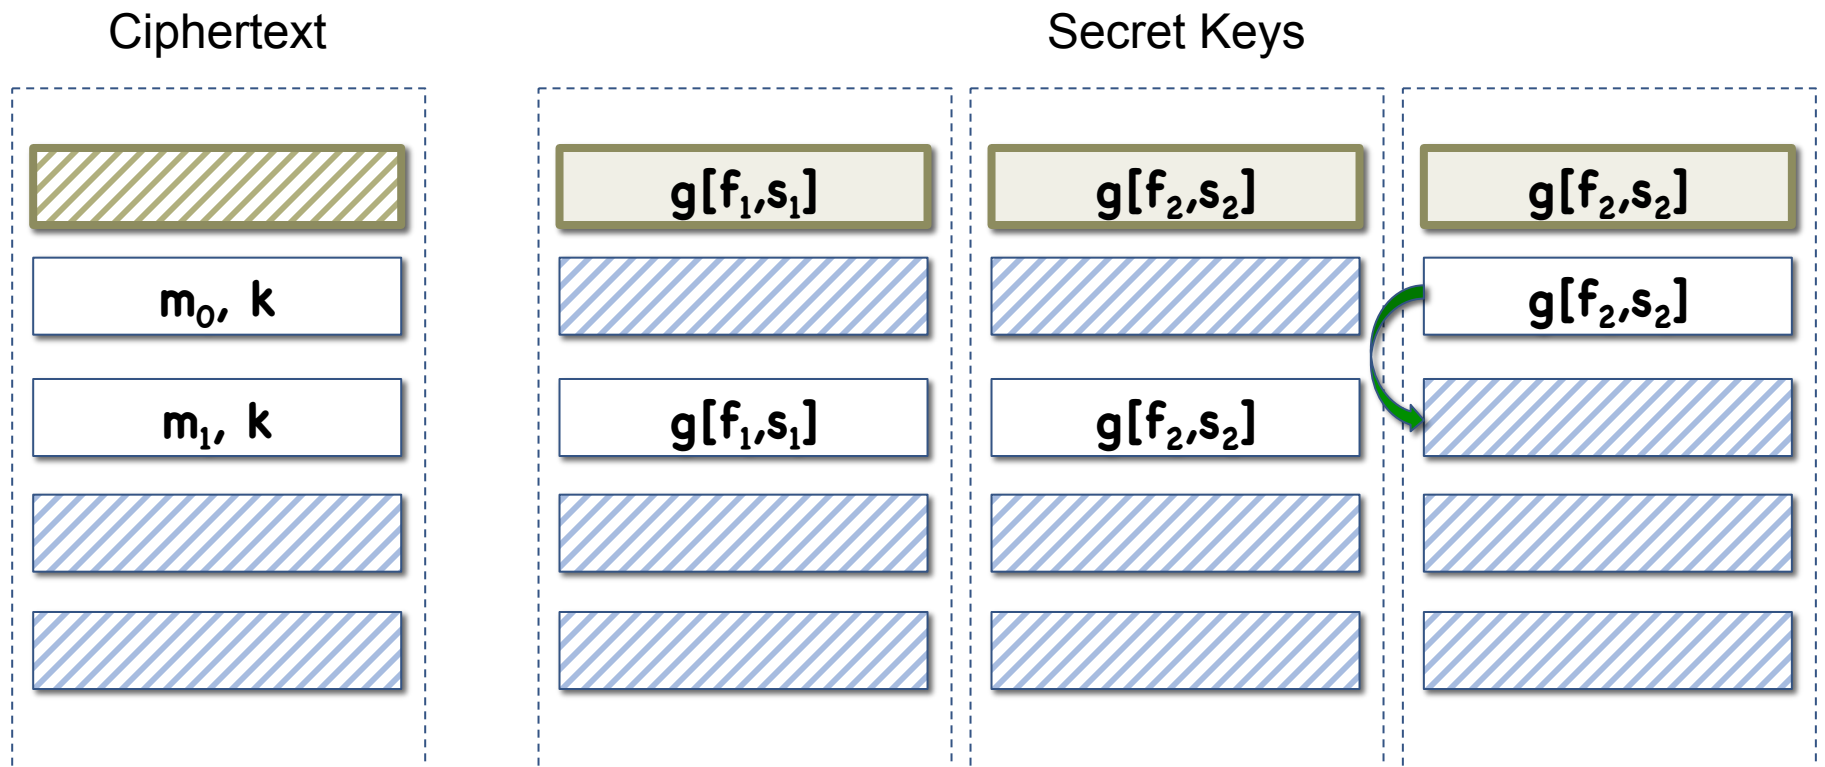 Ciphertext
Secret Keys
g[f₁,s₁]
g[f₂,s₂]
g[f₂,s₂]
m₀, k
g[f₂,s₂]
m₁, k
g[f₁,s₁]
g[f₂,s₂]